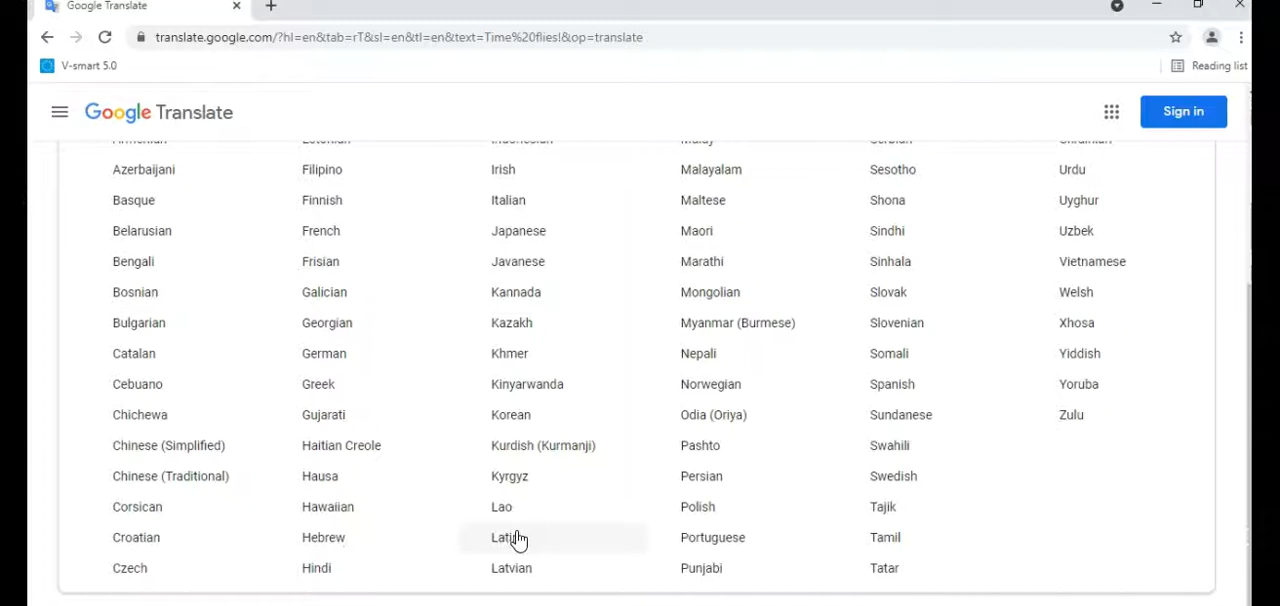 Google Translate
translate.google.com/?hl=en&tab=rT&sl=en&tl=en&text=Time%20flies!&op=translate
V-smart 5.0
Reading list
Google Translate
Sign in
Azerbaijani Filipino Irish Malayalam Sesotho Urdu
Basque Finnish Italian Maltese Shona Uyghur
Belarusian French Japanese Maori Sindhi Uzbek
Bengali Frisian Javanese Marathi Sinhala Vietnamese
Bosnian Galician Kannada Mongolian Slovak Welsh
Bulgarian Georgian Kazakh Myanmar (Burmese) Slovenian Xhosa
Catalan German Khmer Nepali Somali Yiddish
Cebuano Greek Kinyarwanda Norwegian Spanish Yoruba
Chichewa Gujarati Korean Odia (Oriya) Sundanese Zulu
Chinese (Simplified) Haitian Creole Kurdish (Kurmanji) Pashto Swahili
Chinese (Traditional) Hausa Kyrgyz Persian Swedish
Corsican Hawaiian Lao Polish Tajik
Croatian Hebrew Latin Portuguese Tamil
Czech Hindi Latvian Punjabi Tatar